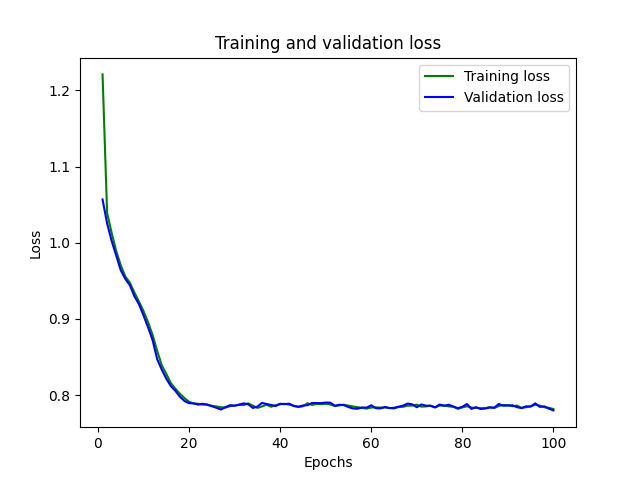 Training and validation loss
Training loss
Validation loss
1.2
1.1
1.0
0.9
0.8
Loss
0 20 40 60 80 100
Epochs